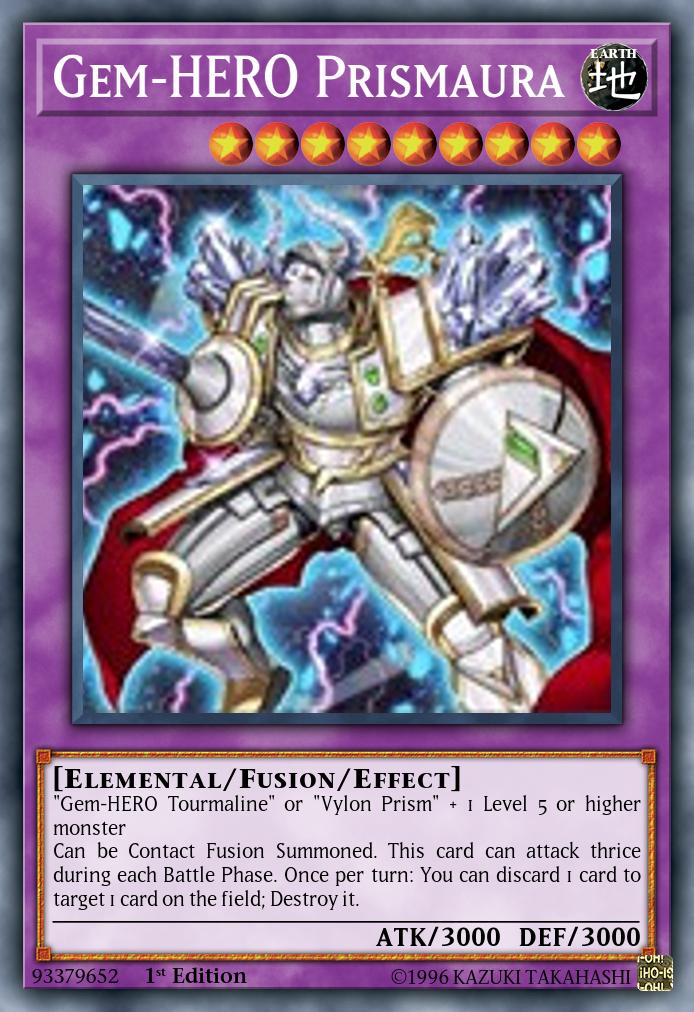 Gem-HERO Prismaura
EARTH
地
[Elemental/Fusion/Effect]
"Gem-HERO Tourmaline" or "Vylon Prism" + 1 Level 5 or higher
monster
Can be Contact Fusion Summoned. This card can attack thrice
during each Battle Phase. Once per turn: You can discard 1 card to
target 1 card on the field; Destroy it.
ATK/3000 DEF/3000
93379652 1st Edition ©1996 KAZUKI TAKAHASHI